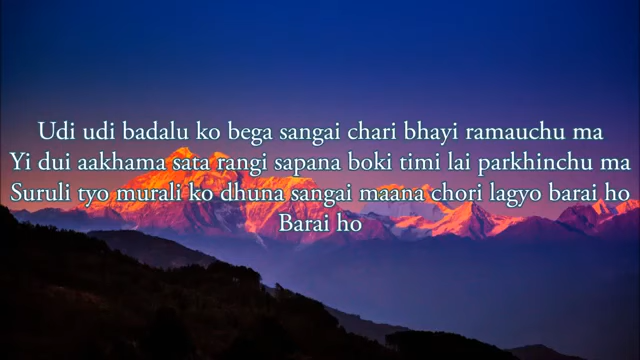 Udi udi badalu ko bega sangai chari bhayi ramauchu ma
Yi dui aakhama sata rangi sapana boki timi lai parkhinchu ma
Suruli tyo murali ko dhuna sangai maana chori lagyo barai ho
Barai ho